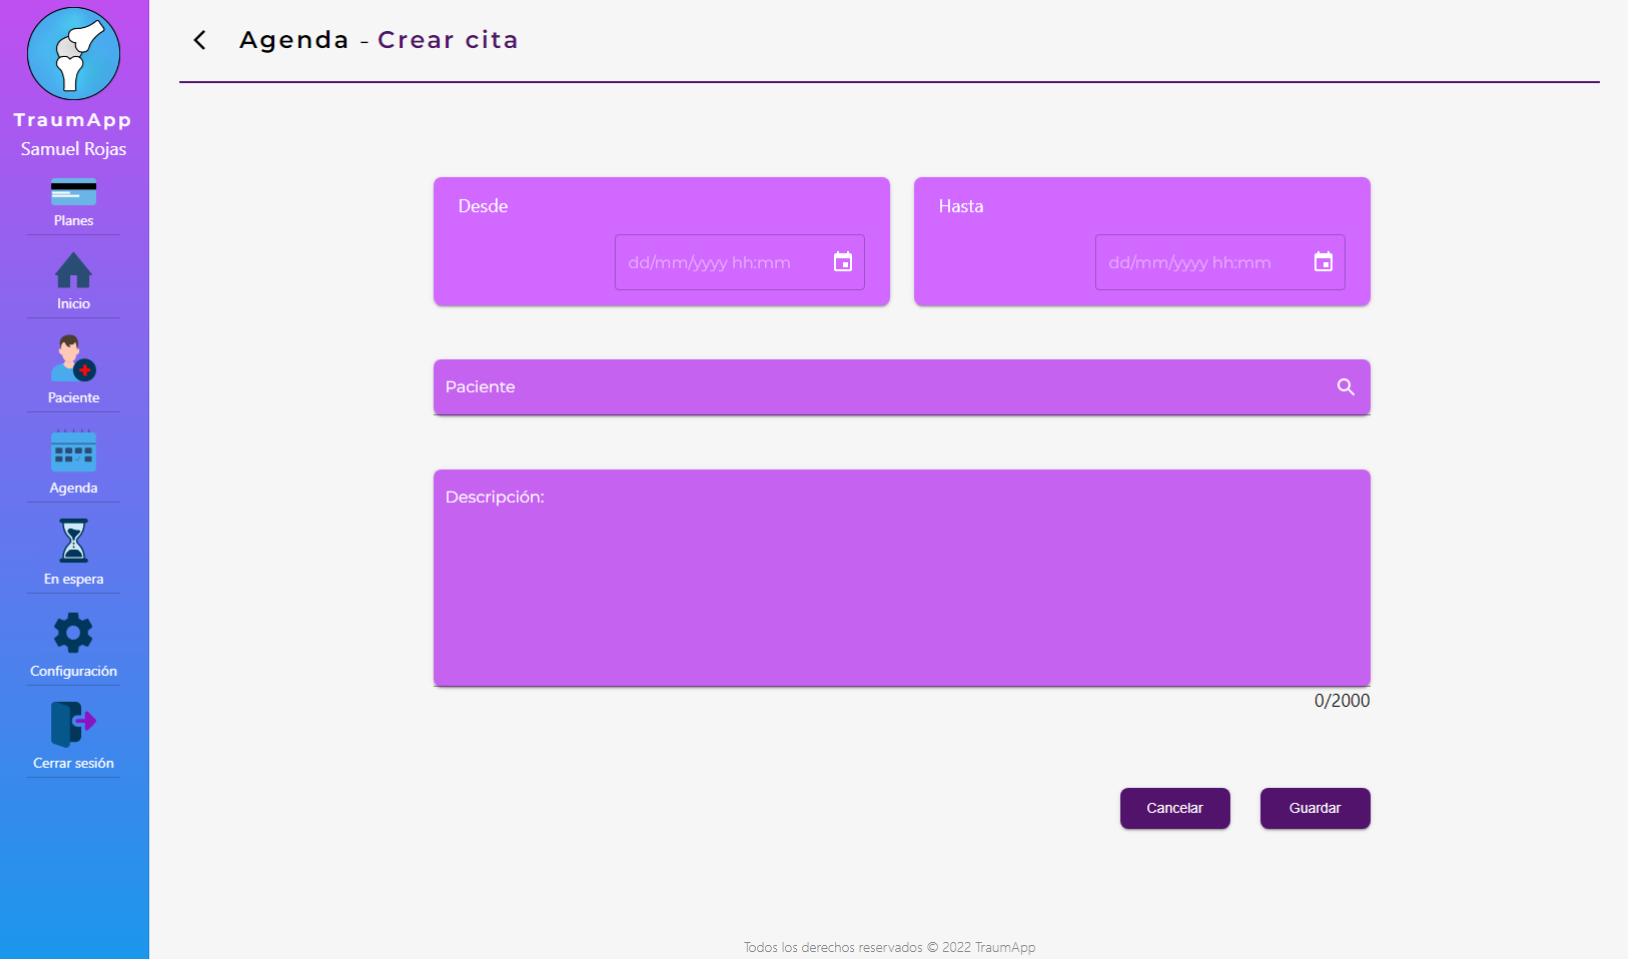 TraumApp
Samuel Rojas
Planes
Inicio
Paciente
Agenda
En espera
Configuración
Cerrar sesión
Agenda - Crear cita
Desde
dd/mm/yyyy hh:mm
Hasta
dd/mm/yyyy hh:mm
Paciente
Descripción:
0/2000
Cancelar
Guardar
Todos los derechos reservados © 2022 TraumApp